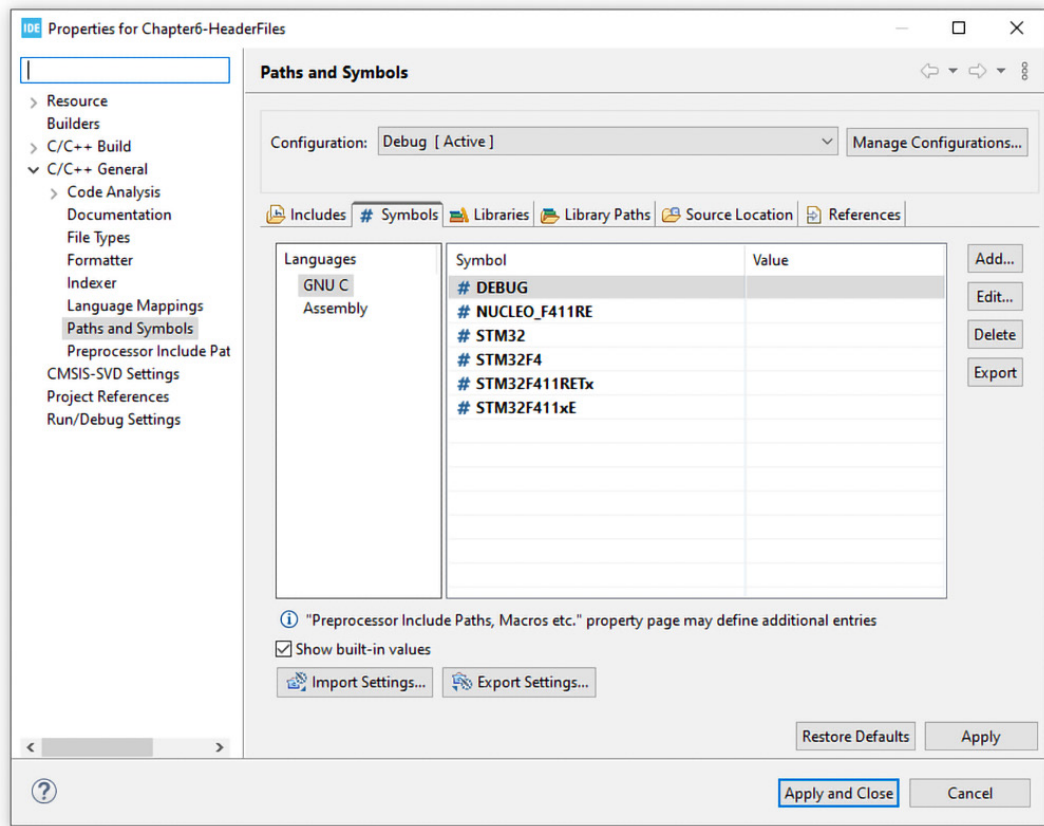 IDE Properties for Chapter6-HeaderFiles
Paths and Symbols
Resource
Builders
C/C++ Build
C/C++ General
Code Analysis
Documentation
File Types
Formatter
Indexer
Language Mappings
Paths and Symbols
Preprocessor Include Pat
CMSIS-SVD Settings
Project References
Run/Debug Settings
Configuration: Debug [ Active ] Manage Configurations...
Includes # Symbols Libraries Library Paths Source Location References
Languages
GNU C
Assembly
Symbol Value
# DEBUG
# NUCLEO_F411RE
# STM32
# STM32F4
# STM32F411RETx
# STM32F411xE
Add...
Edit...
Delete
Export
"Preprocessor Include Paths, Macros etc." property page may define additional entries
Show built-in values
Import Settings... Export Settings...
Restore Defaults Apply
? Apply and Close Cancel